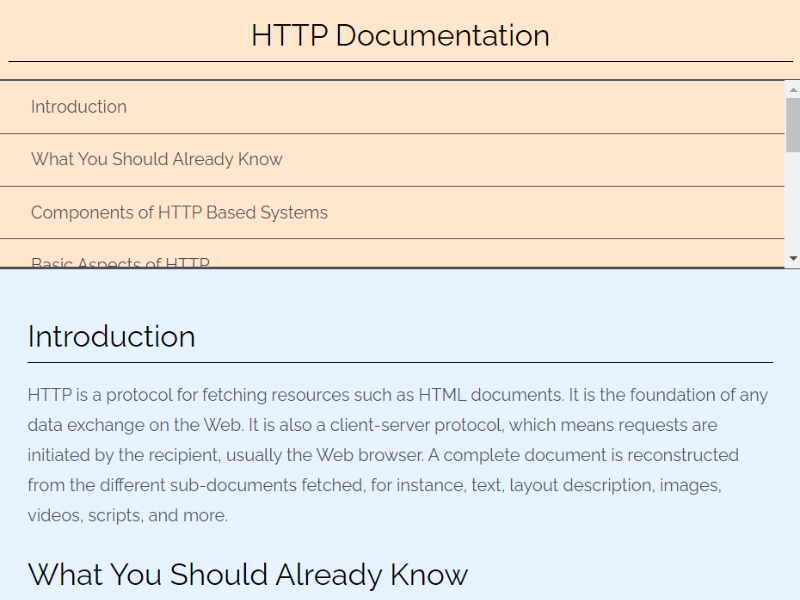 HTTP Documentation
Introduction
What You Should Already Know
Components of HTTP Based Systems
Basic Aspects of HTTP
Introduction
HTTP is a protocol for fetching resources such as HTML documents. It is the foundation of any
data exchange on the Web. It is also a client-server protocol, which means requests are
initiated by the recipient, usually the Web browser. A complete document is reconstructed
from the different sub-documents fetched, for instance, text, layout description, images,
videos, scripts, and more.
What You Should Already Know